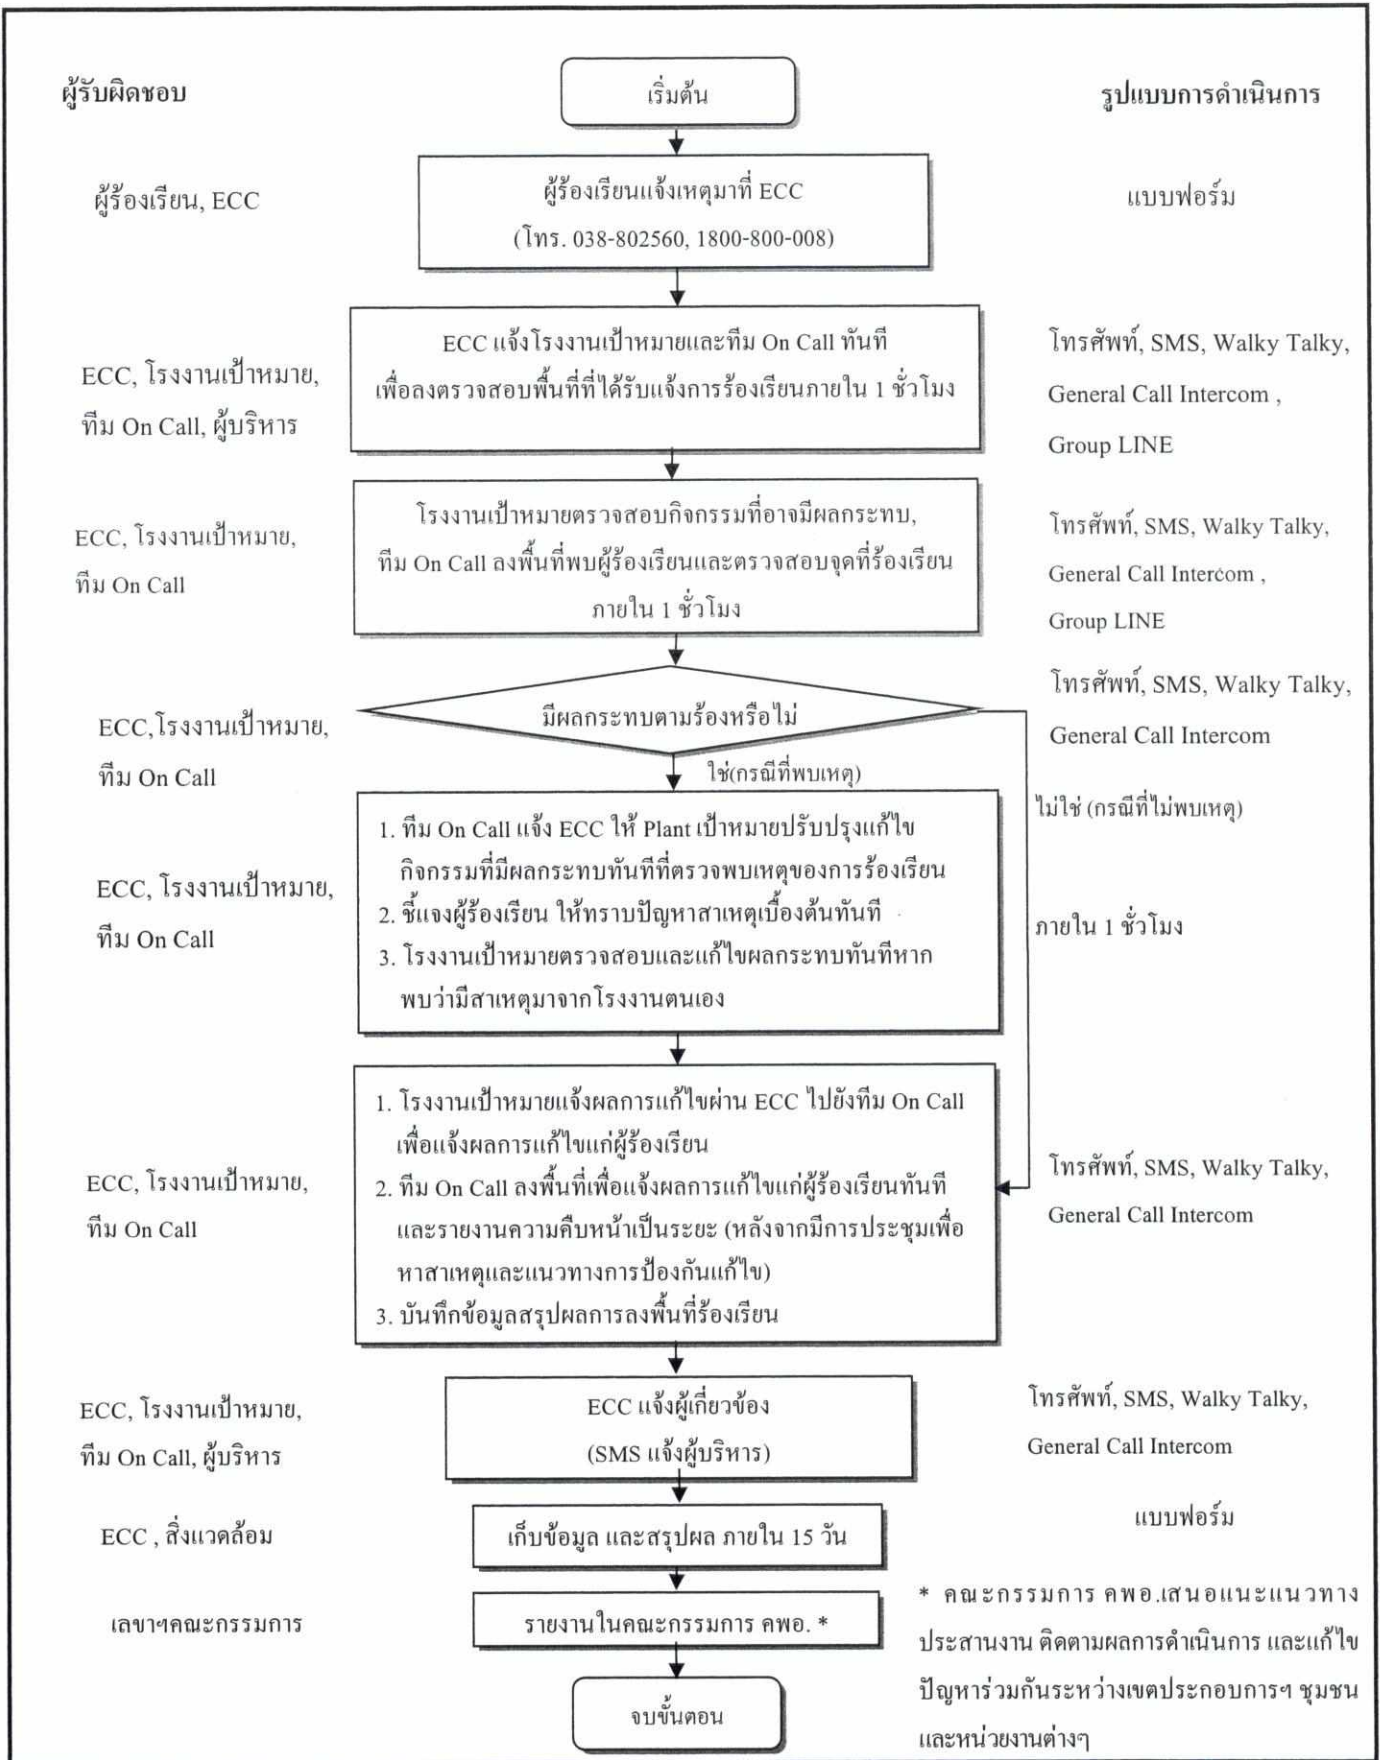 ผู้รับผิดชอบ
เริ่มต้น
รูปแบบการดำเนินการ
ผู้ร้องเรียน, ECC
ผู้ร้องเรียนแจ้งเหตุมาที่ ECC
(โทร. 038-802560, 1800-800-008)
แบบฟอร์ม
ECC, โรงงานเป้าหมาย,
ทีม On Call, ผู้บริหาร
ECC แจ้งโรงงานเป้าหมายและทีม On Call ทันที
เพื่อลงตรวจสอบพื้นที่ที่ได้รับแจ้งการร้องเรียนภายใน 1 ชั่วโมง
โทรศัพท์, SMS, Walky Talky,
General Call Intercom ,
Group LINE
ECC, โรงงานเป้าหมาย,
ทีม On Call
โรงงานเป้าหมายตรวจสอบกิจกรรมที่อาจมีผลกระทบ,
ทีม On Call ลงพื้นที่พบผู้ร้องเรียนและตรวจสอบจุดที่ร้องเรียน
ภายใน 1 ชั่วโมง
โทรศัพท์, SMS, Walky Talky,
General Call Intercom ,
Group LINE
ECC,โรงงานเป้าหมาย,
ทีม On Call
มีผลกระทบตามร้องหรือไม่
โทรศัพท์, SMS, Walky Talky,
General Call Intercom
ใช่(กรณีที่พบเหตุ)
ไม่ใช่ (กรณีที่ไม่พบเหตุ)
ภายใน 1 ชั่วโมง
ECC, โรงงานเป้าหมาย,
ทีม On Call
1. ทีม On Call แจ้ง ECC ให้ Plant เป้าหมายปรับปรุงแก้ไข
กิจกรรมที่มีผลกระทบทันทีที่ตรวจพบเหตุของการร้องเรียน
2. ชี้แจงผู้ร้องเรียน ให้ทราบปัญหาสาเหตุเบื้องต้นทันที
3. โรงงานเป้าหมายตรวจสอบและแก้ไขผลกระทบทันทีหาก
พบว่ามีสาเหตุมาจากโรงงานตนเอง
ECC, โรงงานเป้าหมาย,
ทีม On Call
1. โรงงานเป้าหมายแจ้งผลการแก้ไขผ่าน ECC ไปยังทีม On Call
เพื่อแจ้งผลการแก้ไขแก่ผู้ร้องเรียน
2. ทีม On Call ลงพื้นที่เพื่อแจ้งผลการแก้ไขแก่ผู้ร้องเรียนทันที
และรายงานความคืบหน้าเป็นระยะ (หลังจากมีการประชุมเพื่อ
หาสาเหตุและแนวทางการป้องกันแก้ไข)
3. บันทึกข้อมูลสรุปผลการลงพื้นที่ร้องเรียน
โทรศัพท์, SMS, Walky Talky,
General Call Intercom
ECC, โรงงานเป้าหมาย,
ทีม On Call, ผู้บริหาร
ECC แจ้งผู้เกี่ยวข้อง
(SMS แจ้งผู้บริหาร)
โทรศัพท์, SMS, Walky Talky,
General Call Intercom
ECC , สิ่งแวดล้อม
เก็บข้อมูล และสรุปผล ภายใน 15 วัน
แบบฟอร์ม
เลขาฯคณะกรรมการ
รายงานในคณะกรรมการ คพอ. *
จบขั้นตอน
* คณะกรรมการ คพอ.เสนอแนะแนวทาง
ประสานงาน ติดตามผลการดำเนินการ และแก้ไข
ปัญหาร่วมกันระหว่างเขตประกอบการฯ ชุมชน
และหน่วยงานต่างๆ